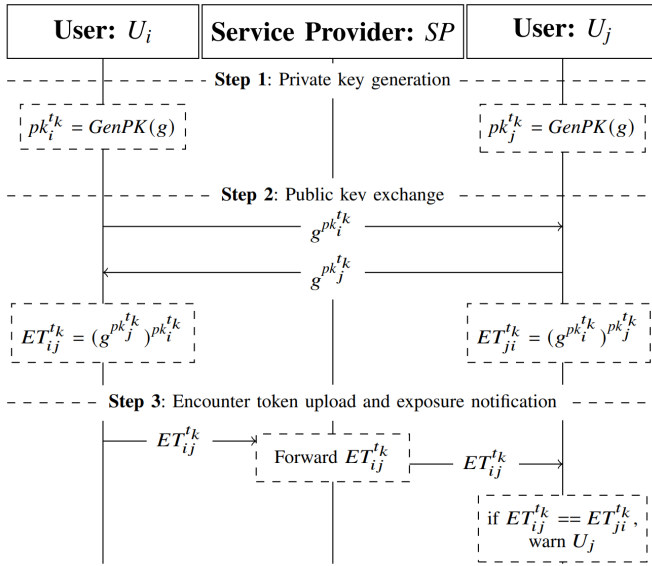 User: $U_i$ Service Provider: $SP$ User: $U_j$
Step 1: Private key generation
$pk_i^{t_k} = GenPK(g)$ $pk_j^{t_k} = GenPK(g)$
Step 2: Public key exchange
$g^{pk_i^{t_k}}$
$g^{pk_j^{t_k}}$
$ET_{ij}^{t_k} = (g^{pk_j^{t_k}})^{pk_i^{t_k}}$ $ET_{ji}^{t_k} = (g^{pk_i^{t_k}})^{pk_j^{t_k}}$
Step 3: Encounter token upload and exposure notification
$ET_{ij}^{t_k}$
Forward $ET_{ij}^{t_k}$
$ET_{ij}^{t_k}$
if $ET_{ij}^{t_k} == ET_{ji}^{t_k}$,
warn $U_j$